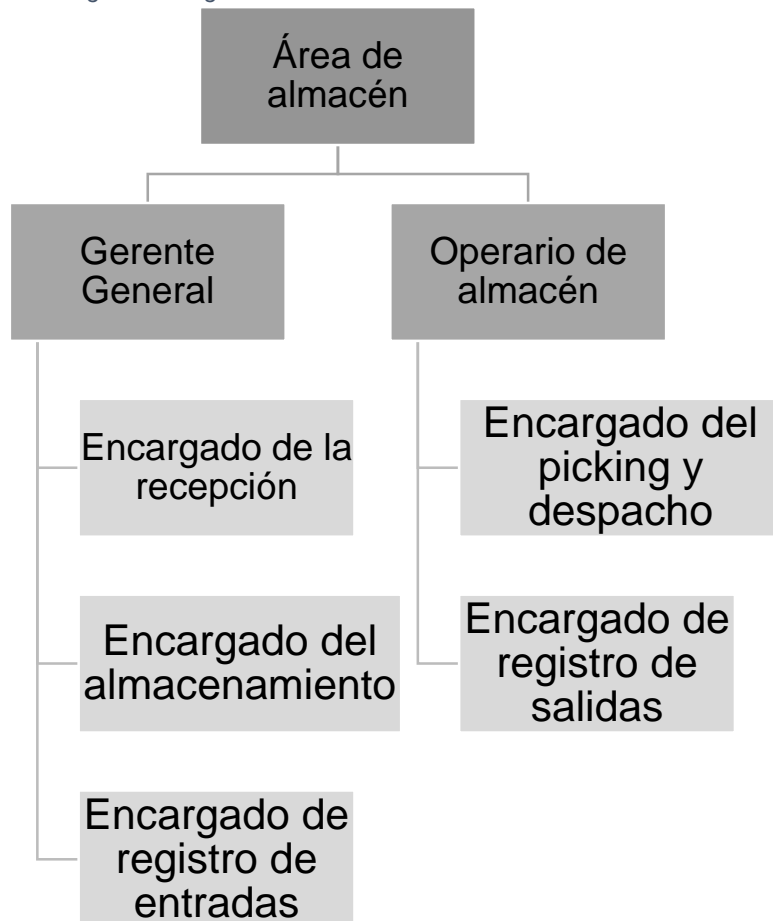 Área de
almacén
Gerente
General
Operario de
almacén
Encargado de la
recepción
Encargado del
picking y
despacho
Encargado del
almacenamiento
Encargado de
registro de
salidas
Encargado de
registro de
entradas